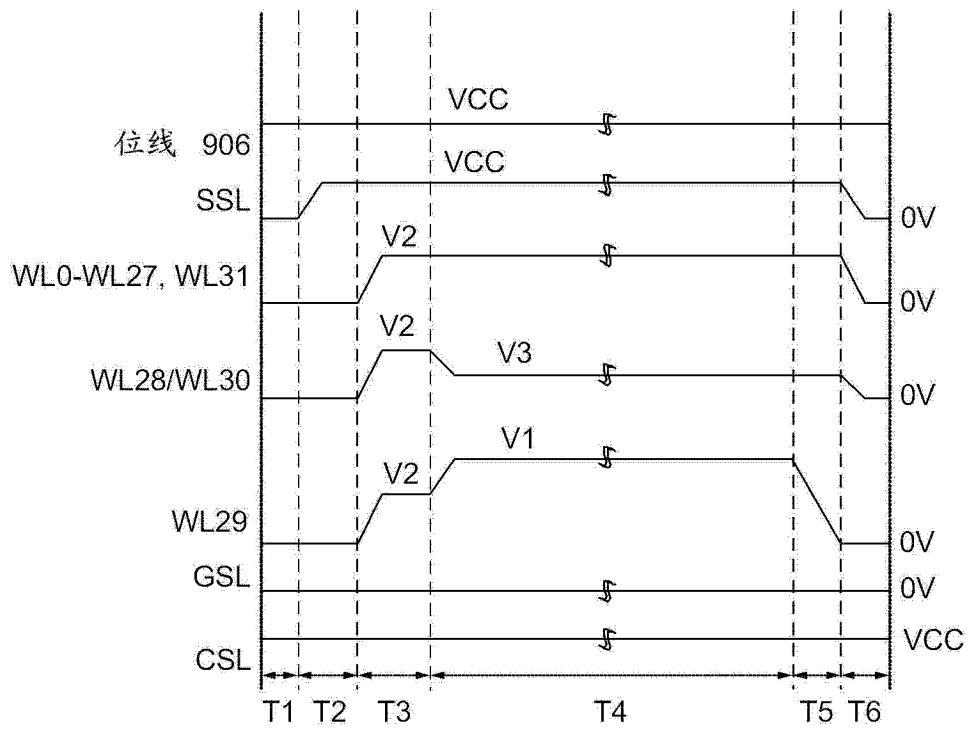 VCC
位线 906
VCC
SSL
0V
V2
WL0-WL27, WL31
0V
V2
V3
WL28/WL30
0V
V1
V2
WL29
0V
GSL
0V
CSL
VCC
T1 T2 T3 T4 T5 T6